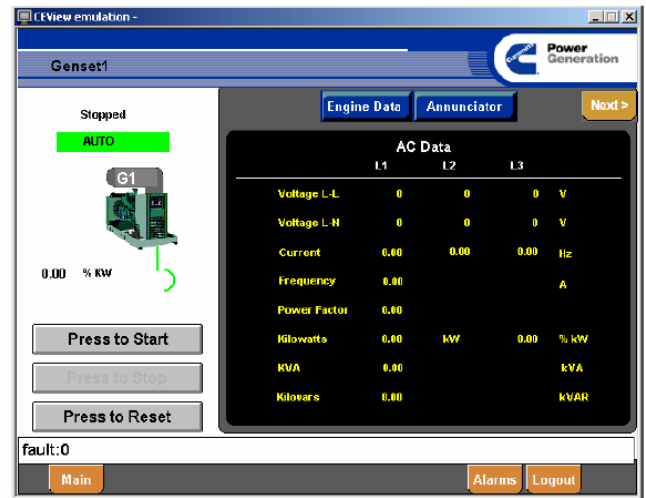 CEView emulation -
Genset1
Power
Generation
Stopped
AUTO
G1
0.00 % KW
Press to Start
Press to Stop
Press to Reset
Engine Data Annunciator Next >
AC Data
L1 L2 L3
Voltage L-L 0 0 0 V
Voltage L-N 0 0 0 V
Current 0.00 0.00 0.00 Hz
Frequency 0.00 A
Power Factor 0.00
Kilowatts 0.00 kW 0.00 % kW
KVA 0.00 kVA
Kilovars 0.00 kVAR
fault:0
Main Alarms Logout